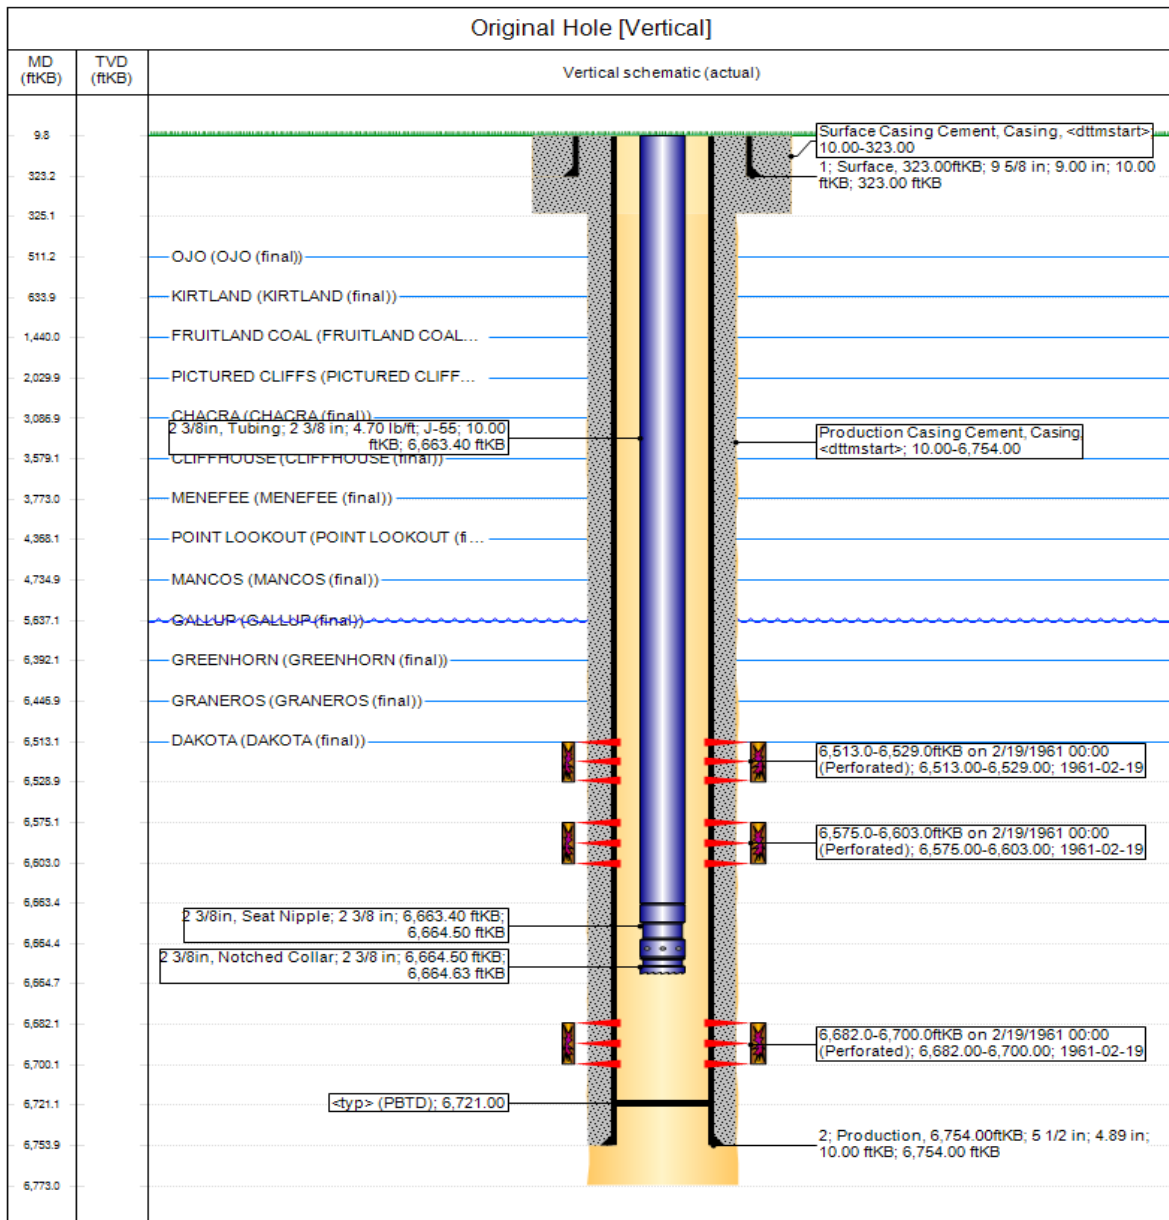 Original Hole [Vertical]
MD
(ftKB)
TVD
(ftKB)
Vertical schematic (actual)
9.8
Surface Casing Cement, Casing, <dttmstart>;
10.00-323.00
1; Surface, 323.00ftKB; 9 5/8 in; 9.00 in; 10.00
ftKB; 323.00 ftKB
323.2
325.1
511.2
OJO (OJO (final))
633.9
KIRTLAND (KIRTLAND (final))
1,440.0
FRUITLAND COAL (FRUITLAND COAL...
2,029.9
PICTURED CLIFFS (PICTURED CLIFF...
3,086.9
CHACRA (CHACRA (final))
2 3/8in, Tubing; 2 3/8 in; 4.70 lb/ft; J-55; 10.00
ftKB; 6,663.40 ftKB
Production Casing Cement, Casing,
<dttmstart>; 10.00-6,754.00
3,579.1
CLIFFHOUSE (CLIFFHOUSE (final))
3,773.0
MENEFEE (MENEFEE (final))
4,368.1
POINT LOOKOUT (POINT LOOKOUT (fi...
4,734.9
MANCOS (MANCOS (final))
5,637.1
GALLUP (GALLUP (final))
6,392.1
GREENHORN (GREENHORN (final))
6,446.9
GRANEROS (GRANEROS (final))
6,513.1
DAKOTA (DAKOTA (final))
6,513.0-6,529.0ftKB on 2/19/1961 00:00
(Perforated); 6,513.00-6,529.00; 1961-02-19
6,528.9
6,575.1
6,575.0-6,603.0ftKB on 2/19/1961 00:00
(Perforated); 6,575.00-6,603.00; 1961-02-19
6,603.0
6,663.4
2 3/8in, Seat Nipple; 2 3/8 in; 6,663.40 ftKB;
6,664.50 ftKB
6,664.4
2 3/8in, Notched Collar; 2 3/8 in; 6,664.50 ftKB;
6,664.63 ftKB
6,664.7
6,682.1
6,682.0-6,700.0ftKB on 2/19/1961 00:00
(Perforated); 6,682.00-6,700.00; 1961-02-19
6,700.1
<typ> (PBTD); 6,721.00
6,721.1
2; Production, 6,754.00ftKB; 5 1/2 in; 4.89 in;
10.00 ftKB; 6,754.00 ftKB
6,753.9
6,773.0